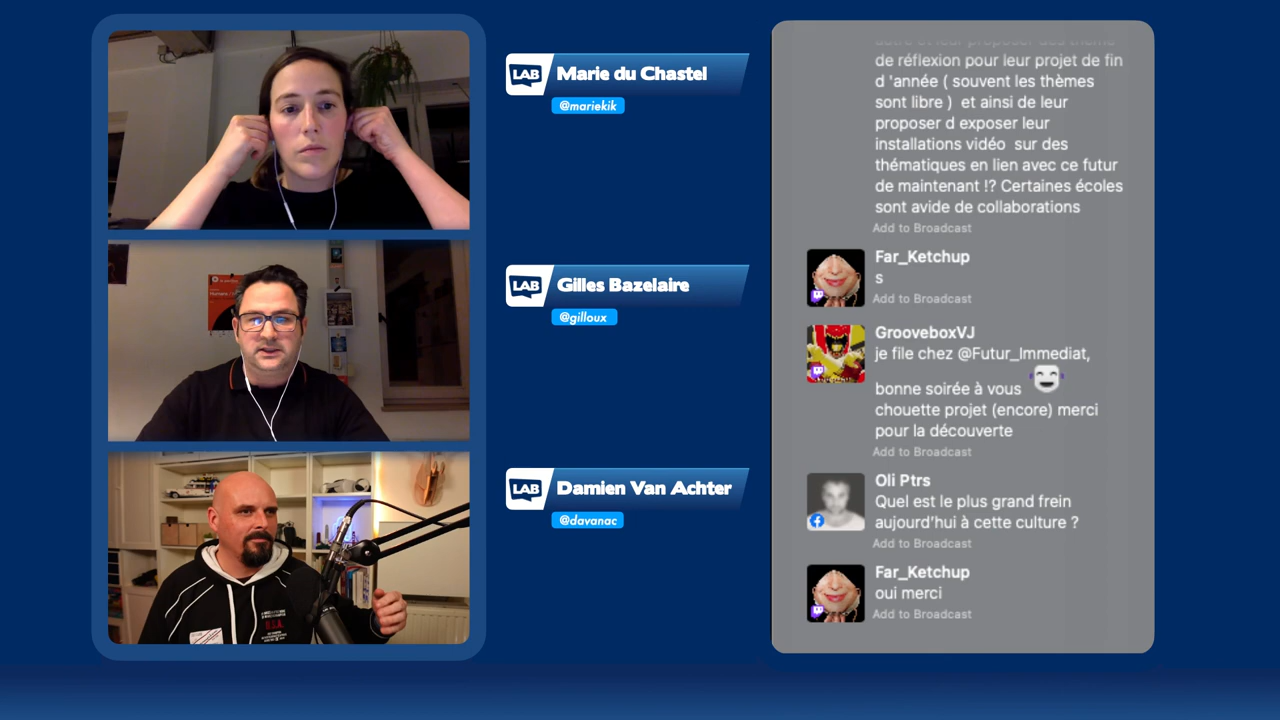 LAB
Marie du Chastel
@mariekik
LAB
Gilles Bazelaire
@gilloux
LAB
Damien Van Achter
@davanac
U.S.A.
de réflexion pour leur projet de fin
d 'année ( souvent les thèmes
sont libre ) et ainsi de leur
proposer d exposer leur
installations vidéo sur des
thématiques en lien avec ce futur
de maintenant !? Certaines écoles
sont avide de collaborations
Add to Broadcast
Far_Ketchup
s
Add to Broadcast
GrooveboxVJ
je file chez @Futur_Immediat,
bonne soirée à vous
chouette projet (encore) merci
pour la découverte
Add to Broadcast
Oli Ptrs
Quel est le plus grand frein
aujourd'hui à cette culture ?
Add to Broadcast
Far_Ketchup
oui merci
Add to Broadcast